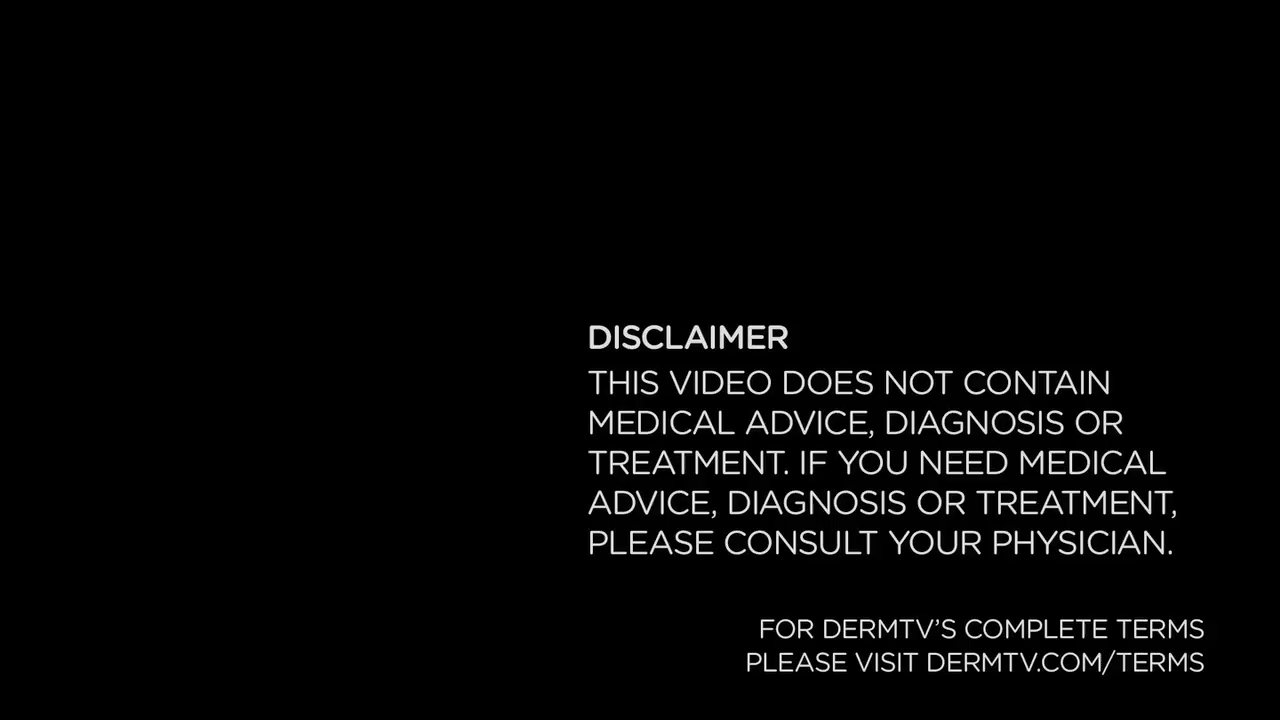 DISCLAIMER
THIS VIDEO DOES NOT CONTAIN
MEDICAL ADVICE, DIAGNOSIS OR
TREATMENT. IF YOU NEED MEDICAL
ADVICE, DIAGNOSIS OR TREATMENT,
PLEASE CONSULT YOUR PHYSICIAN.
FOR DERMTV’S COMPLETE TERMS
PLEASE VISIT DERMTV.COM/TERMS